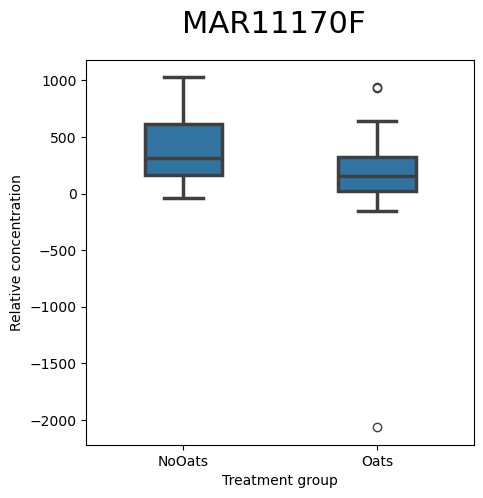 MAR11170F
1000
500
0
−500
−1000
−1500
−2000
Relative concentration
NoOats
Oats
Treatment group